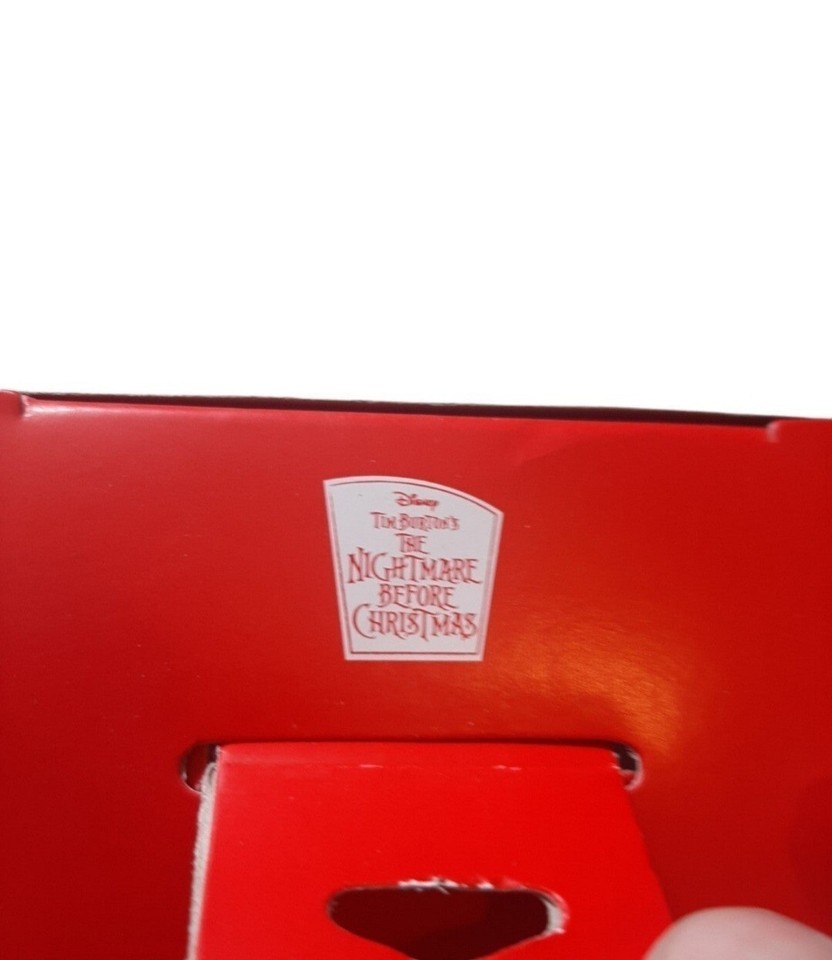 Disney
TIM BURTON'S
THE
NIGHTMARE
BEFORE
CHRISTMAS